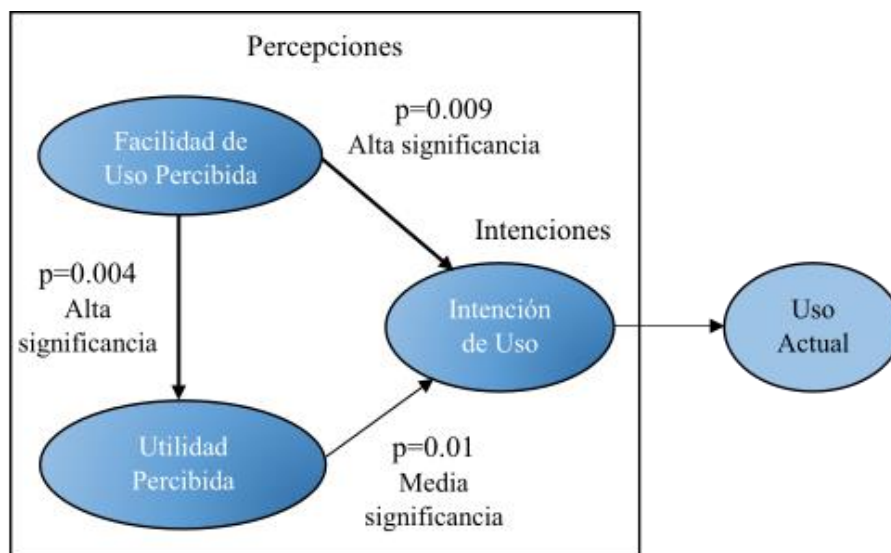 Percepciones
p=0.009
Alta significancia
Facilidad de
Uso Percibida
Intenciones
p=0.004
Alta
significancia
Intención
de Uso
Uso
Actual
Utilidad
Percibida
p=0.01
Media
significancia